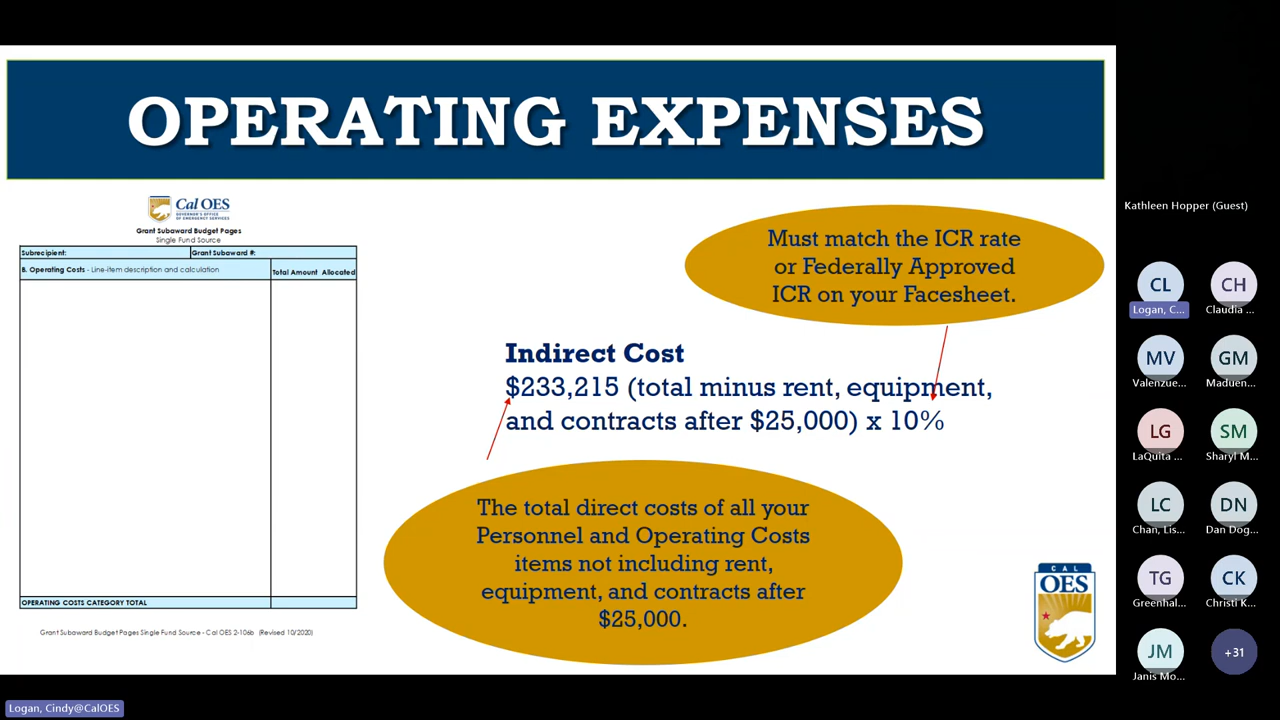 OPERATING EXPENSES
Cal OES
GOVERNOR'S OFFICE
OF EMERGENCY SERVICES
Grant Subaward Budget Pages
Single Fund Source
Subrecipient:
Grant Subaward #:
B. Operating Costs - Line-item description and calculation
Total Amount Allocated
OPERATING COSTS CATEGORY TOTAL
Grant Subaward Budget Pages Single Fund Source - Cal OES 2-106b (Revised 10/2020)
Must match the ICR rate
or Federally Approved
ICR on your Facesheet.
Indirect Cost
$233,215 (total minus rent, equipment,
and contracts after $25,000) x 10%
The total direct costs of all your
Personnel and Operating Costs
items not including rent,
equipment, and contracts after
$25,000.
CAL
OES
Kathleen Hopper (Guest)
CL
Logan, C...
CH
Claudia ...
MV
Valenzue...
GM
Maduen...
LG
LaQuita ...
SM
Sharyl M...
LC
Chan, Lis...
DN
Dan Dog...
TG
Greenhal...
CK
Christi K...
JM
Janis Mo...
+31
Logan, Cindy@CalOES